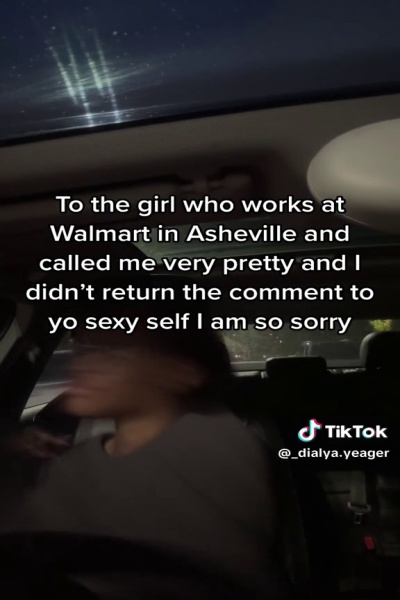 To the girl who works at
Walmart in Asheville and
called me very pretty and I
didn’t return the comment to
yo sexy self I am so sorry
TikTok
@_dialya.yeager